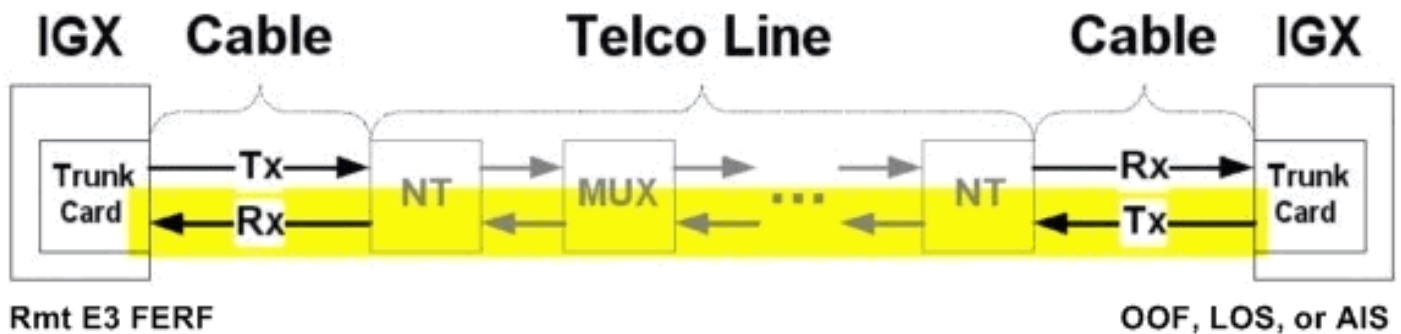 IGX Cable Telco Line Cable IGX
Trunk Card Tx NT MUX ... NT Rx Trunk Card
Rx Tx
Rmt E3 FERF OOF, LOS, or AIS